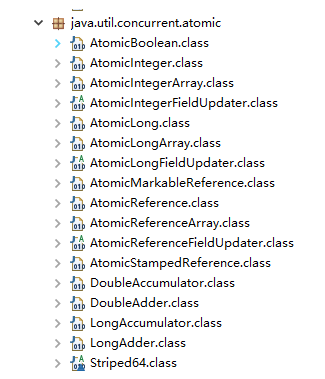 java.util.concurrent.atomic
AtomicBoolean.class
AtomicInteger.class
AtomicIntegerArray.class
AtomicIntegerFieldUpdater.class
AtomicLong.class
AtomicLongArray.class
AtomicLongFieldUpdater.class
AtomicMarkableReference.class
AtomicReference.class
AtomicReferenceArray.class
AtomicReferenceFieldUpdater.class
AtomicStampedReference.class
DoubleAccumulator.class
DoubleAdder.class
LongAccumulator.class
LongAdder.class
Striped64.class